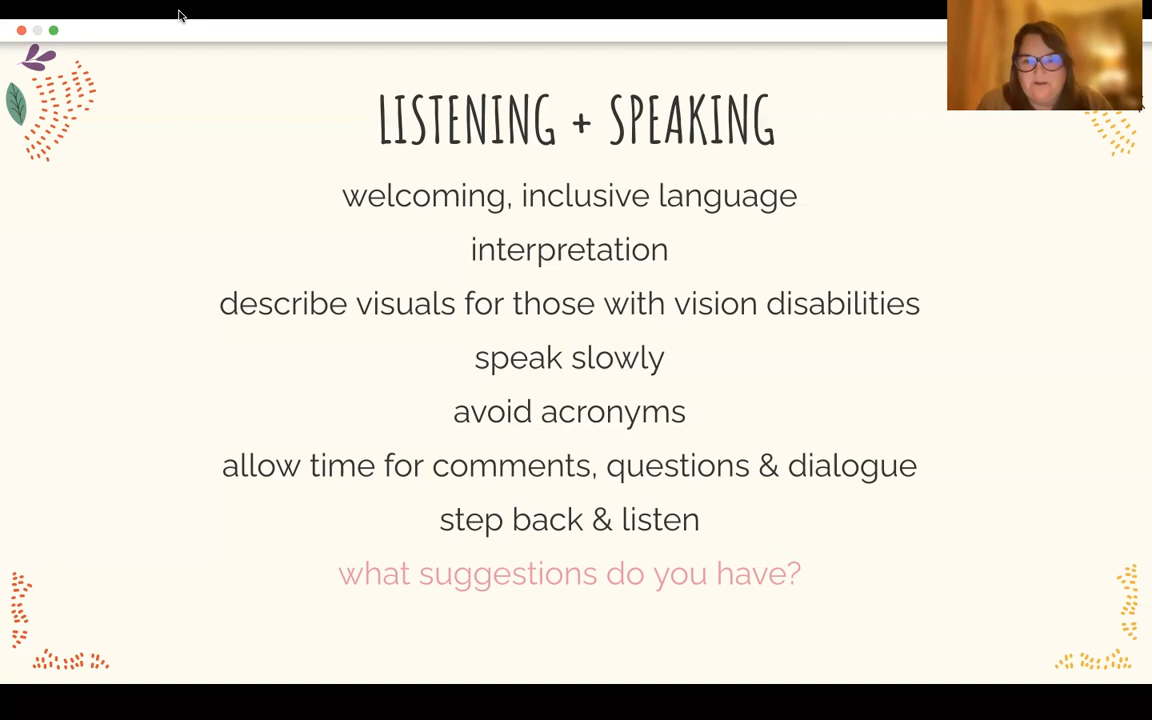 LISTENING + SPEAKING
welcoming, inclusive language
interpretation
describe visuals for those with vision disabilities
speak slowly
avoid acronyms
allow time for comments, questions & dialogue
step back & listen
what suggestions do you have?